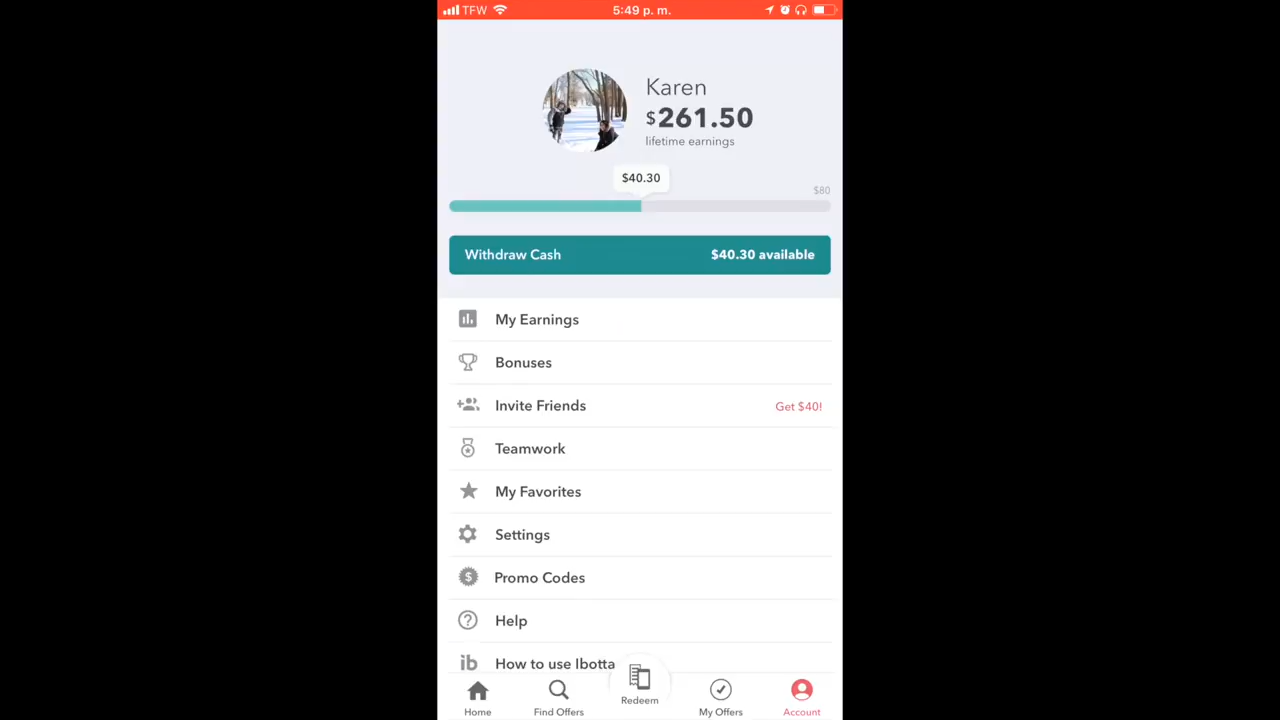 TFW 5:49 p. m.
Karen
$261.50
lifetime earnings
$40.30
$80
Withdraw Cash $40.30 available
My Earnings
Bonuses
Invite Friends Get $40!
Teamwork
My Favorites
Settings
Promo Codes
Help
ib How to use Ibotta
Home Find Offers Redeem My Offers Account